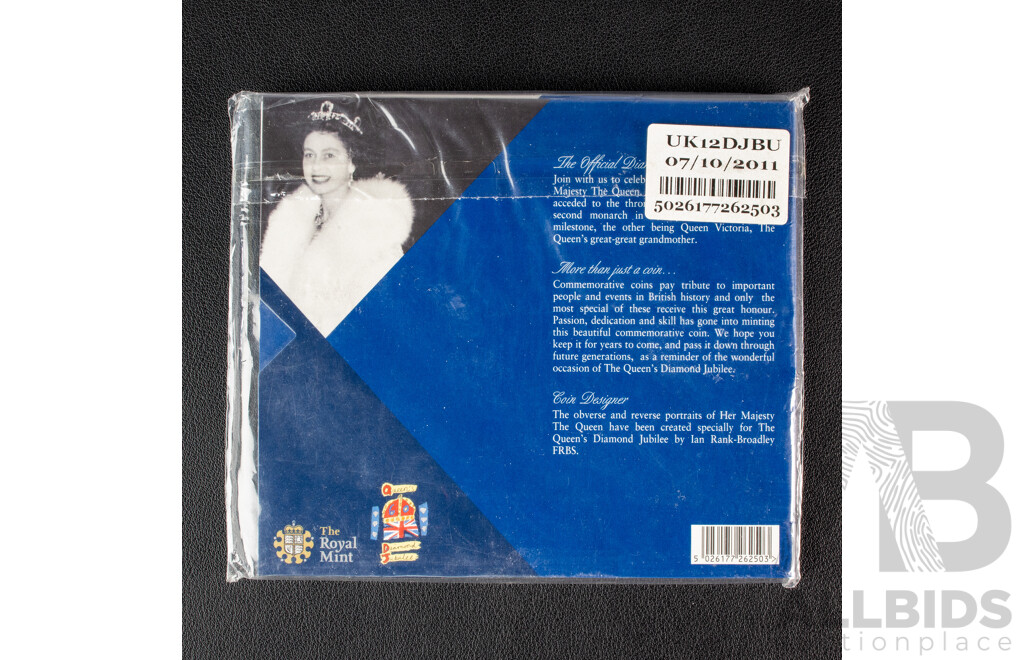 UK12DJBU
07/10/2011
5026177262503
The Official
Join with us to
Majesty The Queen.
acceded to the
second monarch in
milestone, the other being Queen Victoria, The
Queen's great-great grandmother.
More than just a coin...
Commemorative coins pay tribute to important
people and events in British history and only the
most special of these receive this great honour.
Passion, dedication and skill has gone into minting
this beautiful commemorative coin. We hope you
keep it for years to come, and pass it down through
future generations, as a reminder of the wonderful
occasion of The Queen's Diamond Jubilee.
Coin Designer
The obverse and reverse portraits of Her Majesty
The Queen have been created specially for The
Queen's Diamond Jubilee by Ian Rank-Broadley
FRBS.
The
Royal
Mint
Queen's
Diamond
Jubilee
5 026177 262503 >
LLBIDS
tionplace